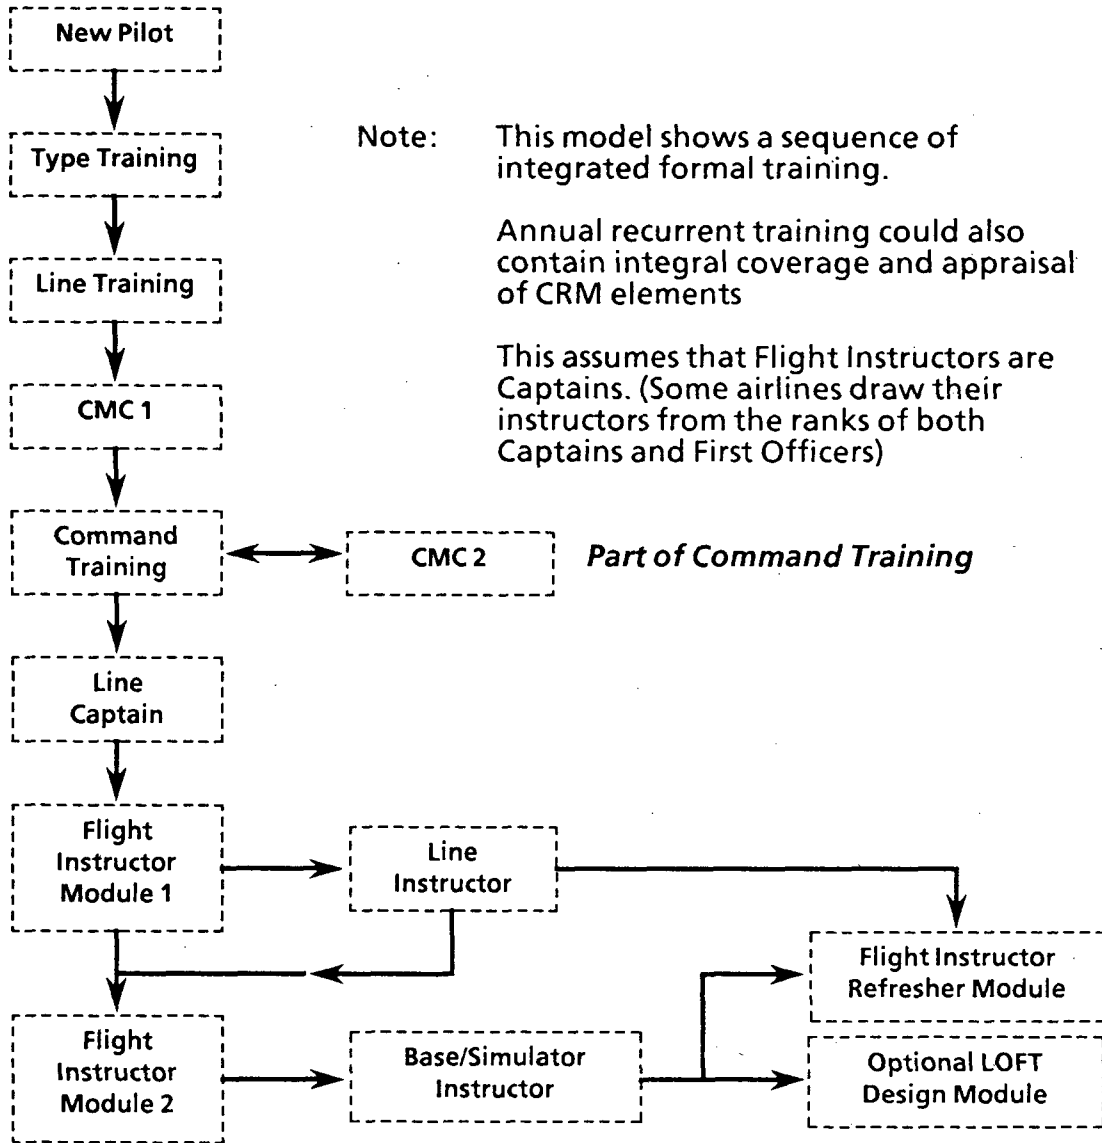 New Pilot
Type Training
Note: This model shows a sequence of
integrated formal training.
Annual recurrent training could also
contain integral coverage and appraisal
of CRM elements
This assumes that Flight Instructors are
Captains. (Some airlines draw their
instructors from the ranks of both
Captains and First Officers)
Line Training
CMC 1
Command
Training
CMC 2
Part of Command Training
Line
Captain
Flight
Instructor
Module 1
Line
Instructor
Flight Instructor
Refresher Module
Flight
Instructor
Module 2
Base/Simulator
Instructor
Optional LOFT
Design Module